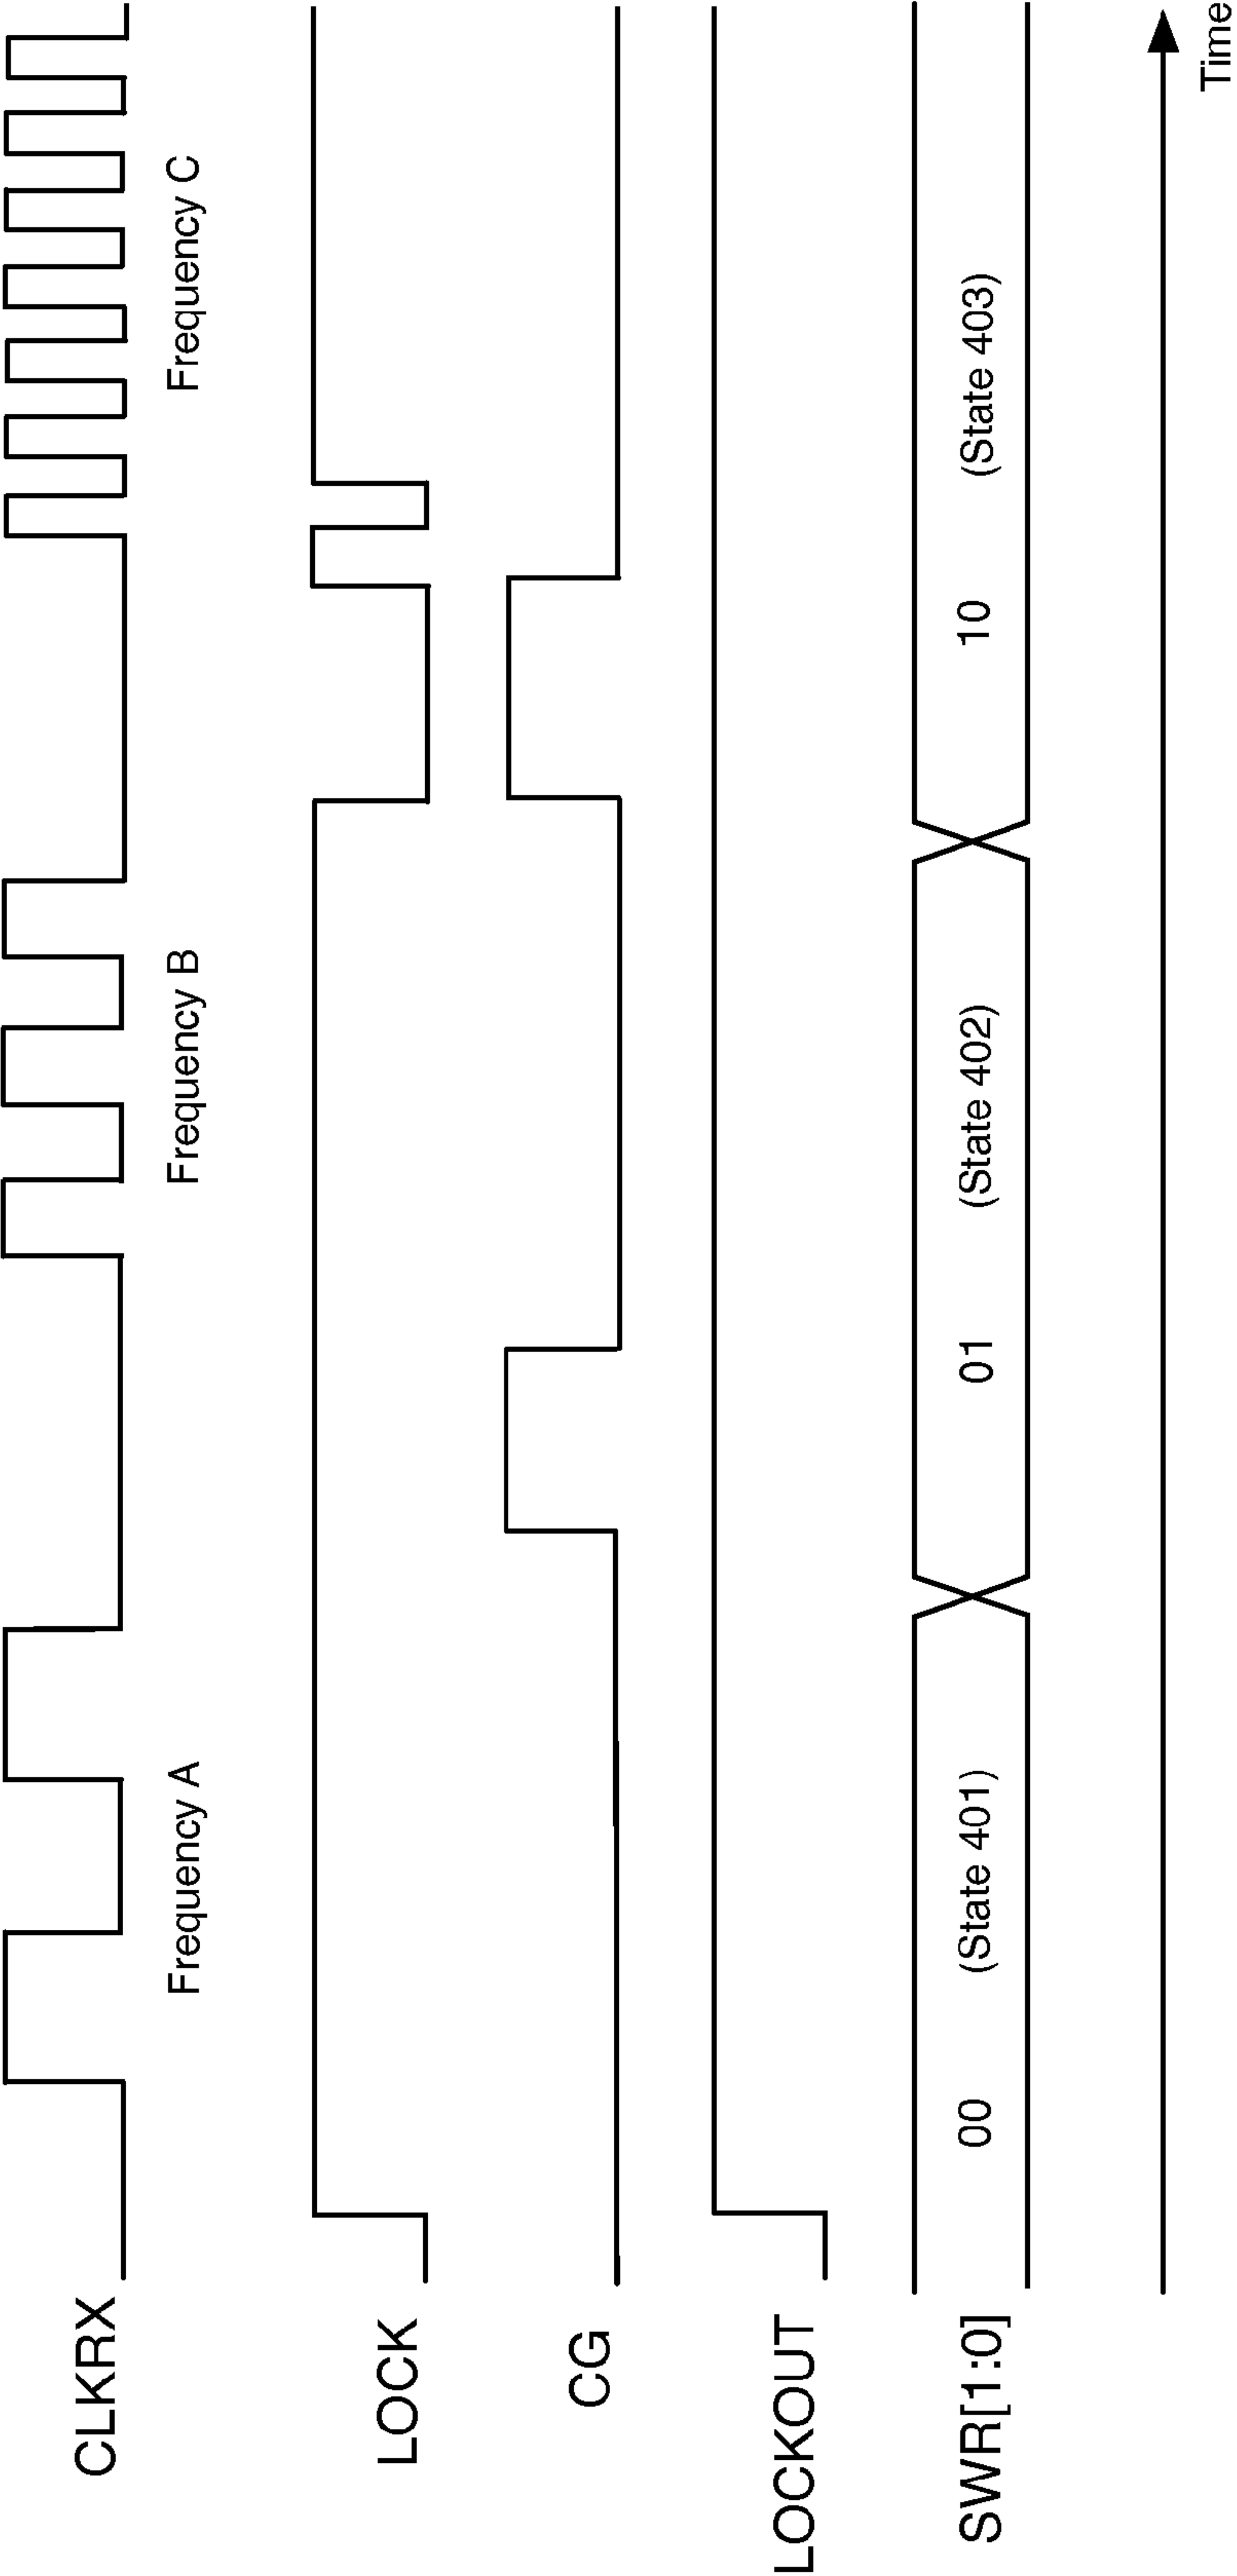 CLKRX
Frequency A Frequency B Frequency C
LOCK
CG
LOCKOUT
SWR[1:0] 00 (State 401) 01 (State 402) 10 (State 403)
Time